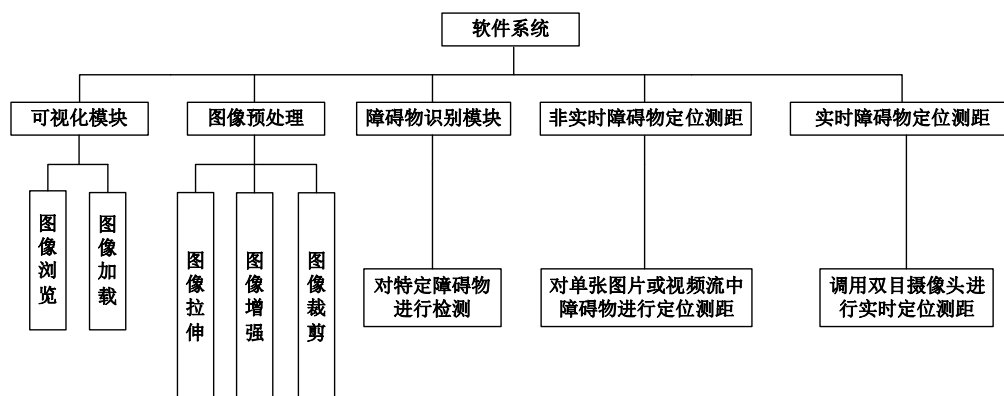 软件系统
可视化模块
图像预处理
障碍物识别模块
非实时障碍物定位测距
实时障碍物定位测距
图像浏览
图像加载
图像拉伸
图像增强
图像裁剪
对特定障碍物
进行检测
对单张图片或视频流中
障碍物进行定位测距
调用双目摄像头进
行实时定位测距